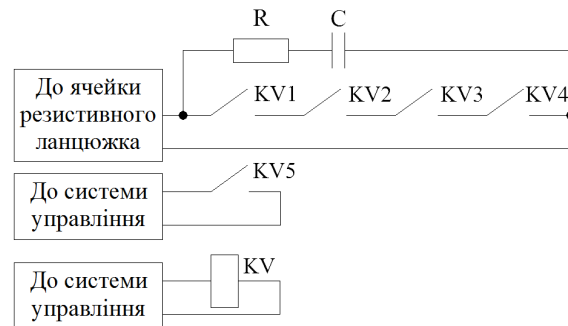 R
C
До ячейки
резистивного
ланцюжка
KV1
KV2
KV3
KV4
До системи
управління
KV5
До системи
управління
KV